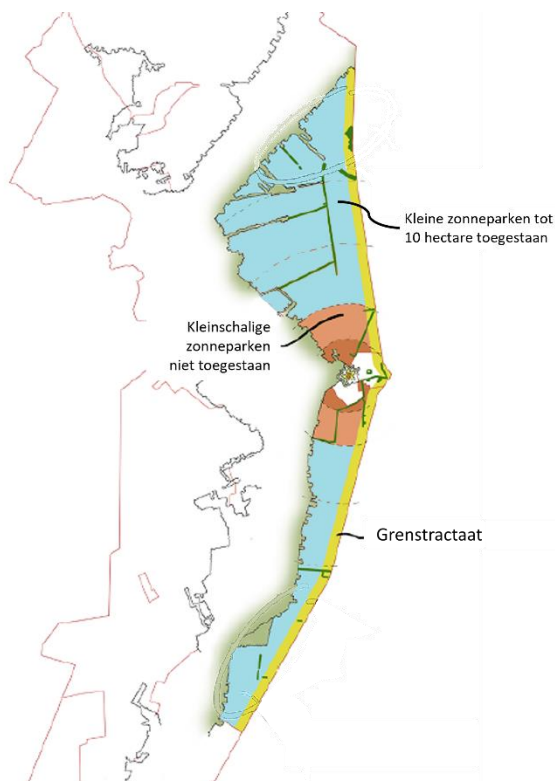 Kleine zonneparken tot
10 hectare toegestaan
Kleinschalige
zonneparken
niet toegestaan
Grenstractaat